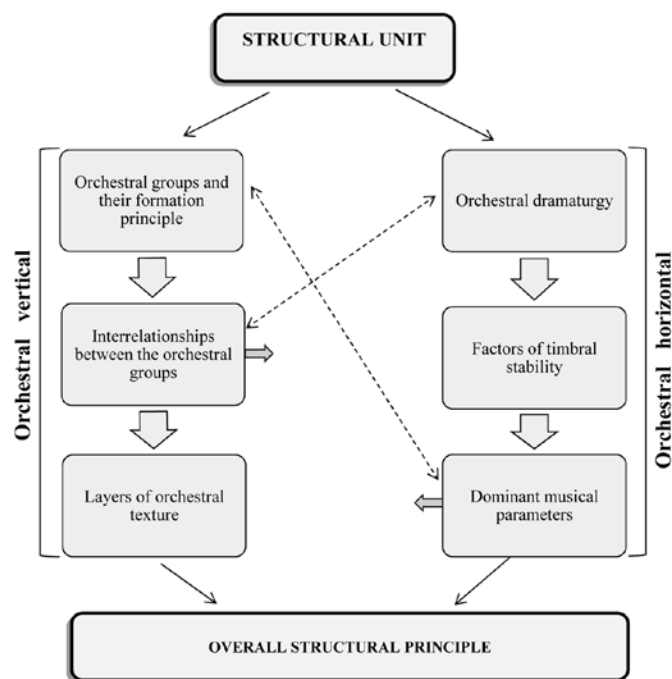 STRUCTURAL UNIT
Orchestral vertical
Orchestral groups and
their formation
principle
Interrelationships
between the orchestral
groups
Layers of orchestral
texture
Orchestral dramaturgy
Factors of timbral
stability
Dominant musical
parameters
Orchestral horizontal
OVERALL STRUCTURAL PRINCIPLE